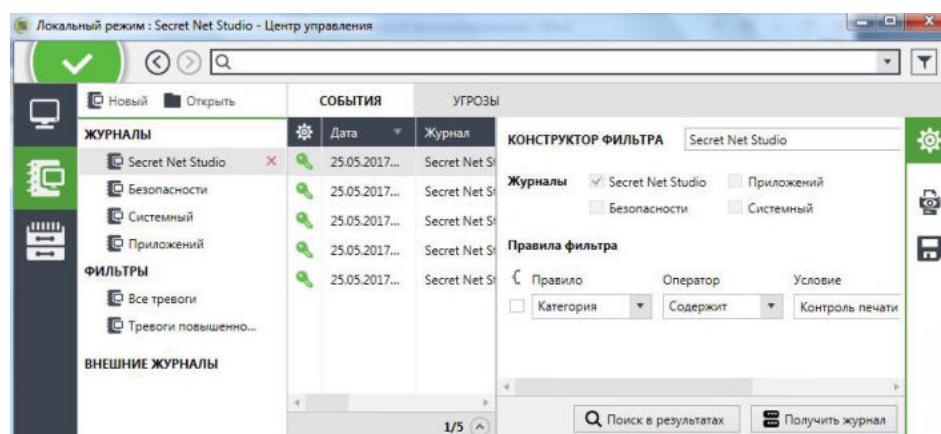 Локальный режим : Secret Net Studio - Центр управления
Новый Открыть
СОБЫТИЯ УГРОЗЫ
ЖУРНАЛЫ
Secret Net Studio
Безопасности
Системный
Приложений
ФИЛЬТРЫ
Все тревоги
Тревоги повышенно...
ВНЕШНИЕ ЖУРНАЛЫ
Дата Журнал
25.05.2017... Secret Net St
25.05.2017... Secret Net St
25.05.2017... Secret Net St
25.05.2017... Secret Net St
25.05.2017... Secret Net St
1/5
КОНСТРУКТОР ФИЛЬТРА Secret Net Studio
Журналы Secret Net Studio Приложений
Безопасности Системный
Правила фильтра
Правило Оператор Условие
Категория Содержит Контроль печати
Поиск в результатах Получить журнал